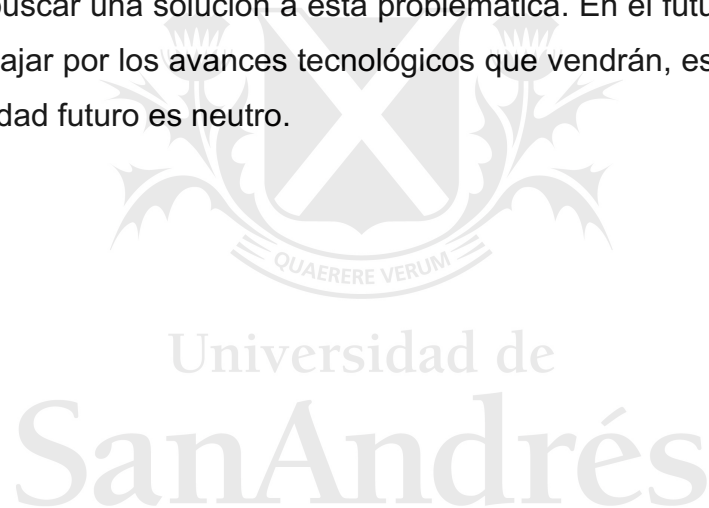 buscar una solución a esta problemática. En el futu
ajar por los avances tecnológicos que vendrán, es
dad futuro es neutro.
QUAERERE VERUM
Universidad de
SanAndrés